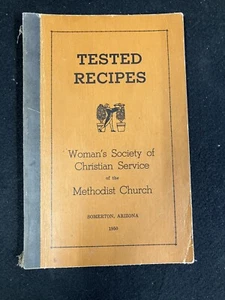 TESTED
RECIPES
Woman's Society of
Christian Service
of the
Methodist Church
SOMERTON, ARIZONA